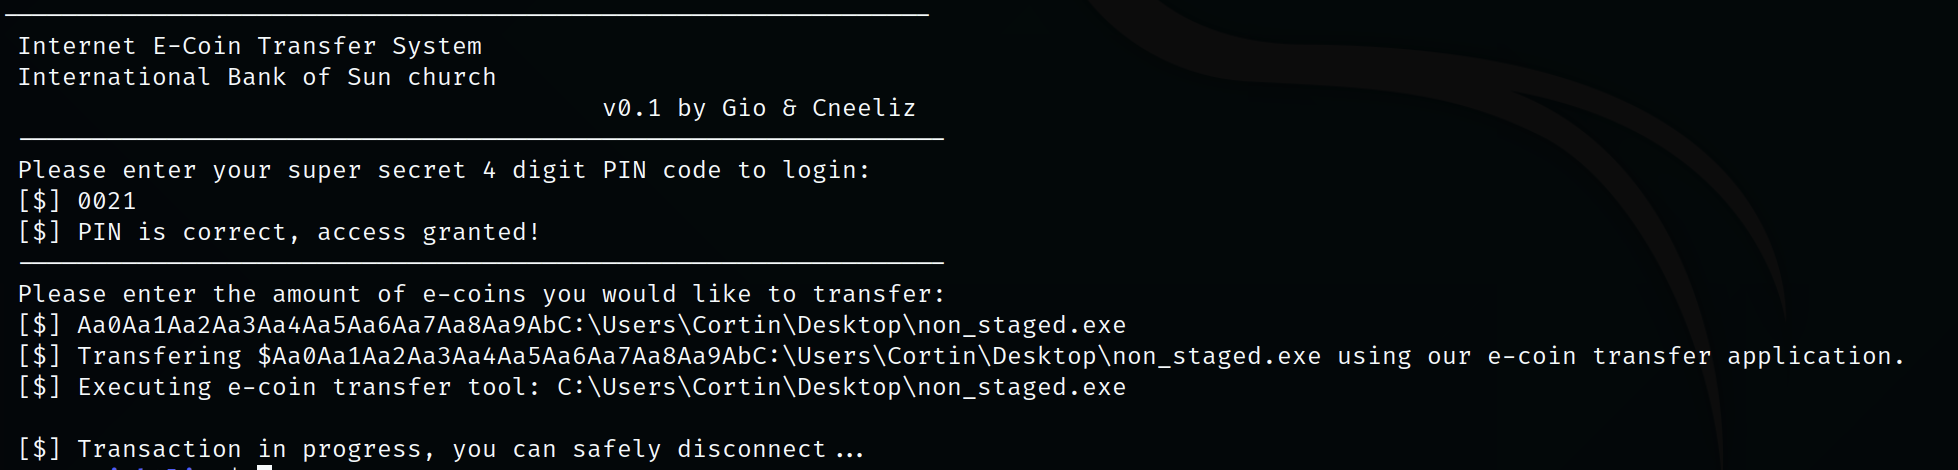 Internet E-Coin Transfer System
International Bank of Sun church
v0.1 by Gio & Cneeliz
Please enter your super secret 4 digit PIN code to login:
[$] 0021
[$] PIN is correct, access granted!
Please enter the amount of e-coins you would like to transfer:
[$] Aa0Aa1Aa2Aa3Aa4Aa5Aa6Aa7Aa8Aa9AbC:\Users\Cortin\Desktop\non_staged.exe
[$] Transfering $Aa0Aa1Aa2Aa3Aa4Aa5Aa6Aa7Aa8Aa9AbC:\Users\Cortin\Desktop\non_staged.exe using our e-coin transfer application.
[$] Executing e-coin transfer tool: C:\Users\Cortin\Desktop\non_staged.exe
[$] Transaction in progress, you can safely disconnect...